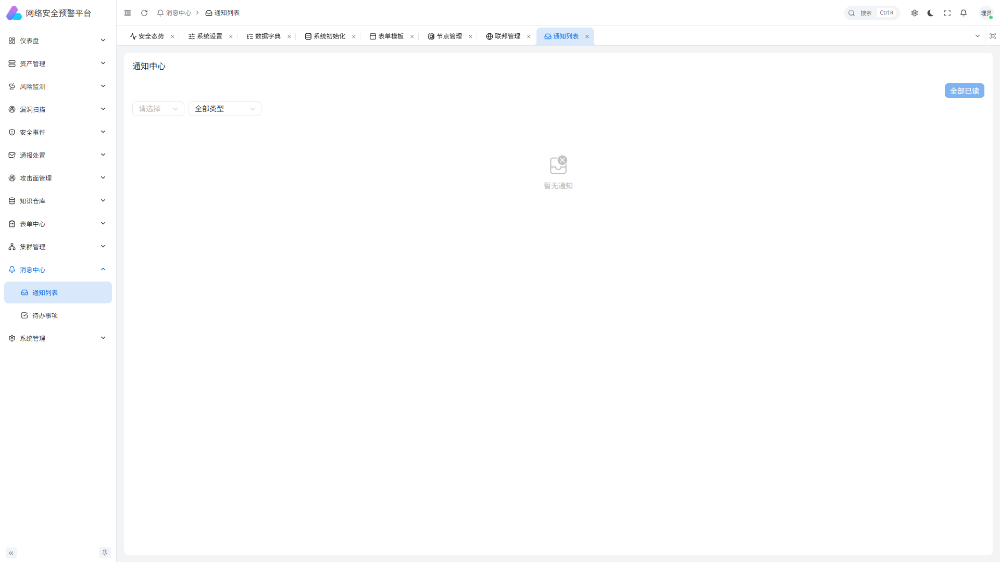 网络安全预警平台
消息中心
通知列表
搜索
Ctrl K
理员
安全态势
系统设置
数据字典
系统初始化
表单模板
节点管理
联邦管理
通知列表
仪表盘
资产管理
风险监测
漏洞扫描
安全事件
通报处置
攻击面管理
知识仓库
表单中心
集群管理
消息中心
通知列表
待办事项
系统管理
通知中心
全部已读
请选择
全部类型
暂无通知